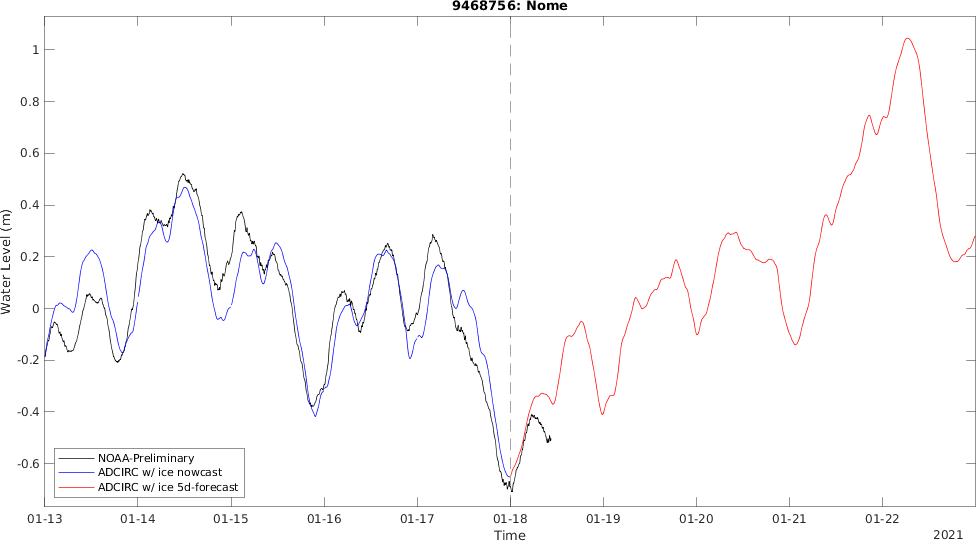 9468756: Nome
Water Level (m)
1
0.8
0.6
0.4
0.2
0
-0.2
-0.4
-0.6
NOAA-Preliminary
ADCIRC w/ ice nowcast
ADCIRC w/ ice 5d-forecast
01-13 01-14 01-15 01-16 01-17 01-18 01-19 01-20 01-21 01-22
Time
2021